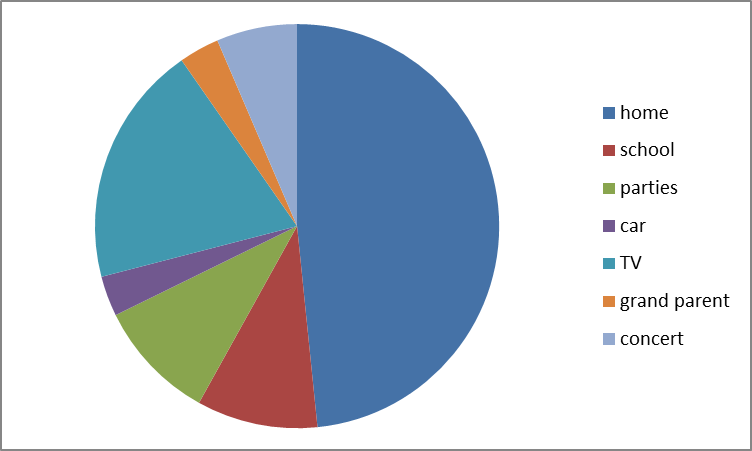 home
school
parties
car
TV
grand parent
concert